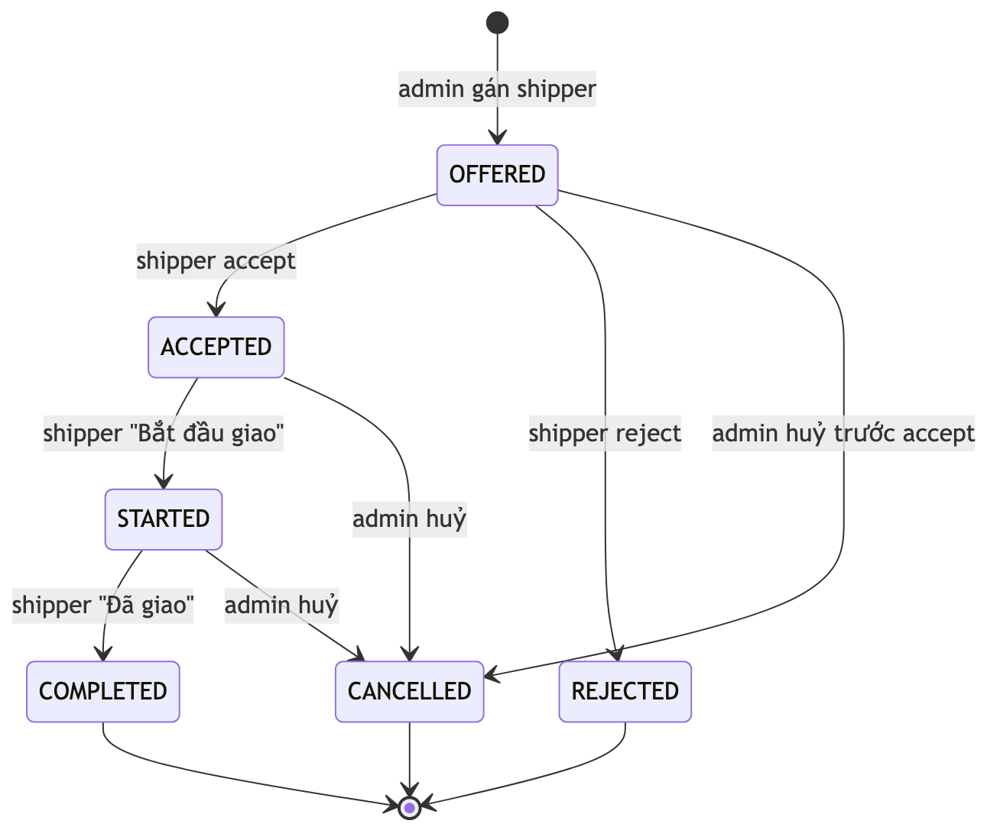 admin gán shipper
OFFERED
shipper accept
ACCEPTED
shipper "Bắt đầu giao"
shipper reject
admin huỷ trước accept
STARTED
admin huỷ
shipper "Đã giao"
admin huỷ
COMPLETED
CANCELLED
REJECTED